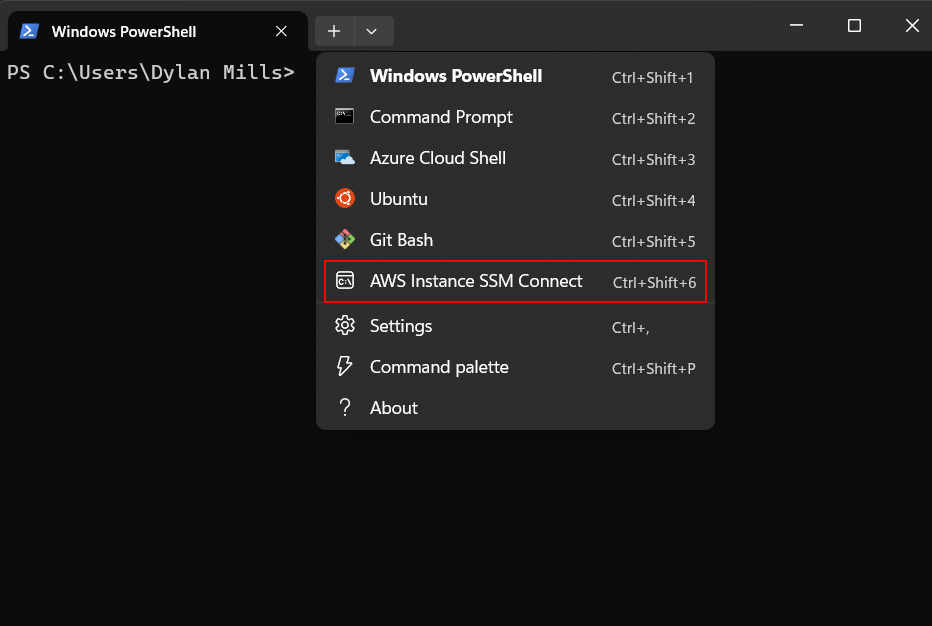 Windows PowerShell
PS C:\Users\Dylan Mills>
Windows PowerShell Ctrl+Shift+1
Command Prompt Ctrl+Shift+2
Azure Cloud Shell Ctrl+Shift+3
Ubuntu Ctrl+Shift+4
Git Bash Ctrl+Shift+5
AWS Instance SSM Connect Ctrl+Shift+6
Settings Ctrl+,
Command palette Ctrl+Shift+P
About